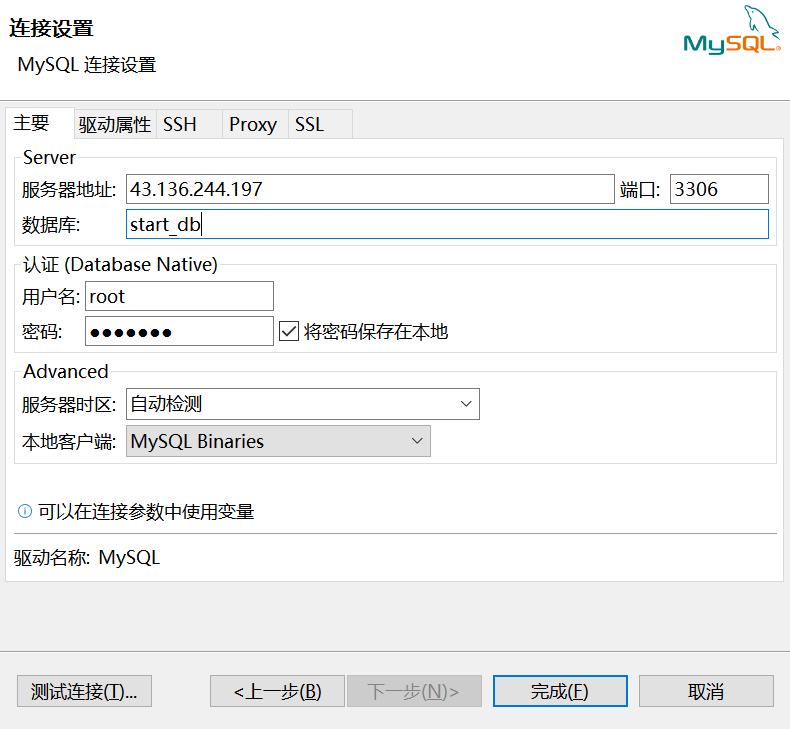 连接设置
MySQL 连接设置
MySQL®
主要 驱动属性 SSH Proxy SSL
Server
服务器地址: 43.136.244.197 端口: 3306
数据库: start_db
认证 (Database Native)
用户名: root
密码: ●●●●●●● 将密码保存在本地
Advanced
服务器时区: 自动检测
本地客户端: MySQL Binaries
可以在连接参数中使用变量
驱动名称: MySQL
测试连接(T)... <上一步(B) 下一步(N)> 完成(F) 取消